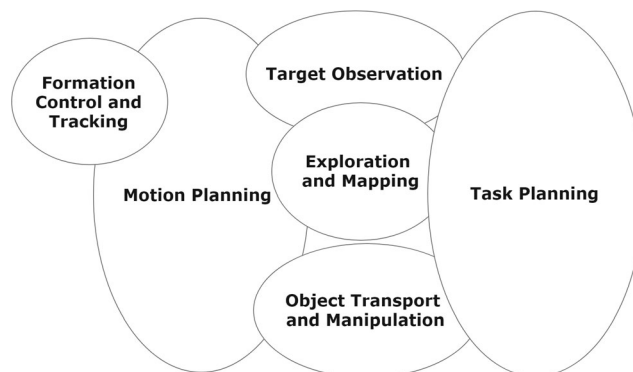 Formation
Control and
Tracking
Target Observation
Exploration
and Mapping
Motion Planning
Task Planning
Object Transport
and Manipulation